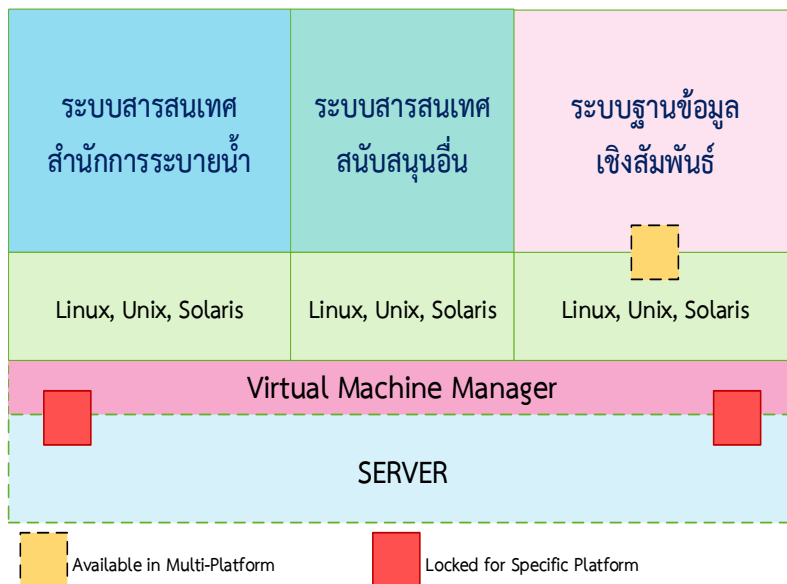 ระบบสารสนเทศ
สำนักการระบายน้ำ
ระบบสารสนเทศ
สนับสนุนอื่น
ระบบฐานข้อมูล
เชิงสัมพันธ์
Linux, Unix, Solaris
Linux, Unix, Solaris
Linux, Unix, Solaris
Virtual Machine Manager
SERVER
Available in Multi-Platform
Locked for Specific Platform